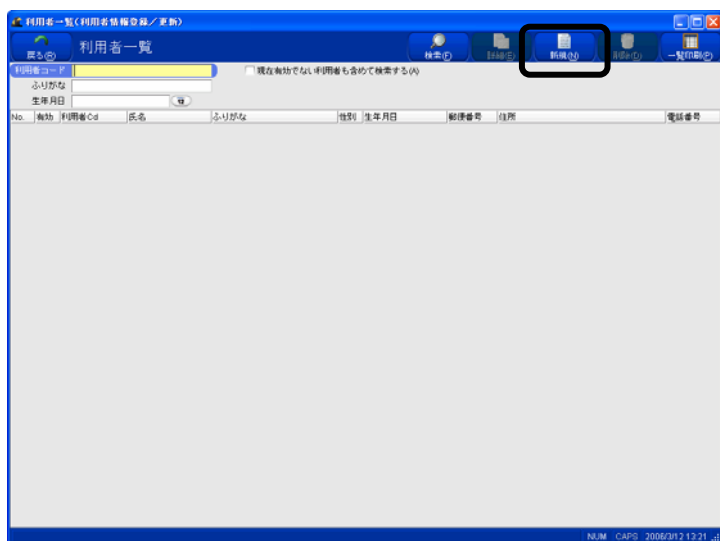 利用者一覧(利用者情報登録／更新)
戻る(R) 利用者一覧 検索(F) 詳細(E) 新規(N) 削除(D) 一覧印刷(P)
利用者コード 現在有効でない利用者も含めて検索する(A)
ふりがな
生年月日
No. 有効 利用者Cd 氏名 ふりがな 性別 生年月日 郵便番号 住所 電話番号
NUM CAPS 2006/3/12 13:21